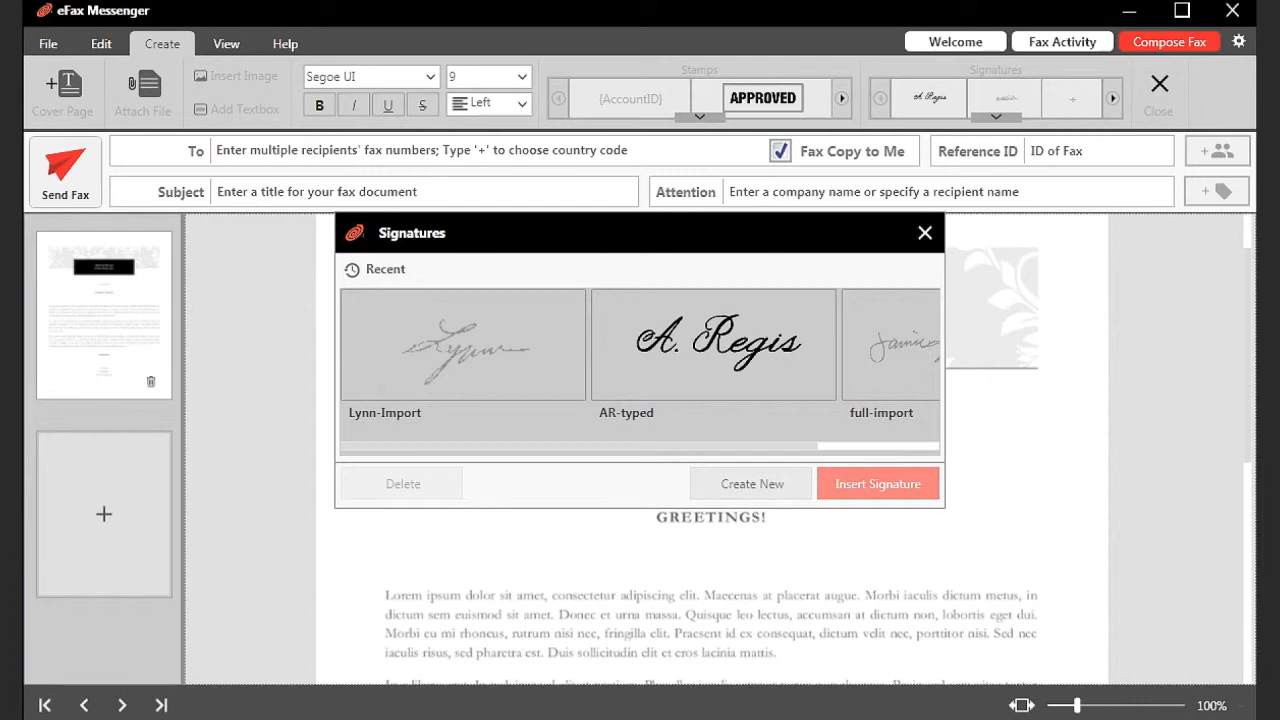 eFax Messenger
File Edit Create View Help Welcome Fax Activity Compose Fax
Cover Page Attach File Insert Image Add Textbox
Segoe UI 9
B I U S Left
Stamps
{AccountID} APPROVED
Signatures
A. Regis +
Close
Send Fax
To Enter multiple recipients' fax numbers; Type '+' to choose country code Fax Copy to Me Reference ID ID of Fax
Subject Enter a title for your fax document Attention Enter a company name or specify a recipient name
Signatures
Recent
Lynn A. Regis Jamie
Lynn-Import AR-typed full-import
Delete Create New Insert Signature
GREETINGS!
Lorem ipsum dolor sit amet, consectetur adipiscing elit. Maecenas at placerat augue. Morbi iaculis dictum metus, in
dictum sem euismod sit amet. Donec et urna massa. Quisque leo lectus, accumsan at dictum non, lobortis eget dui.
Morbi eu mi rhoncus, rutrum nisi nec, fringilla elit. Praesent id ex consequat, dictum velit nec, porttitor nisi. Sed nec
iaculis risus, sed pharetra est. Duis sollicitudin elit et eros lacinia mattis.
100%